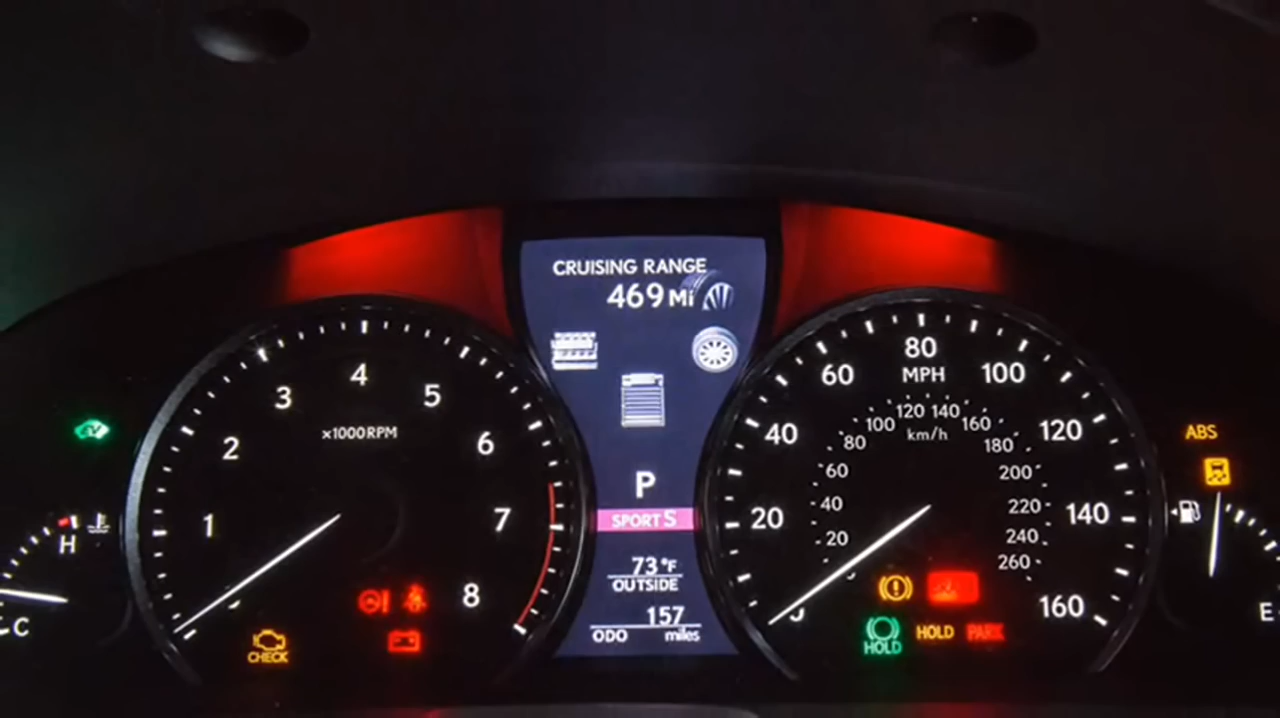 CRUISING RANGE
469 Mi
1
2
3
4
5
6
7
8
x1000RPM
H
C
CHECK
P
SPORT S
73°F
OUTSIDE
157
ODO miles
20
40
60
80
100
120
140
160
MPH
km/h
20
40
60
80
100
120
140
160
180
200
220
240
260
HOLD
HOLD
PARK
ABS
E